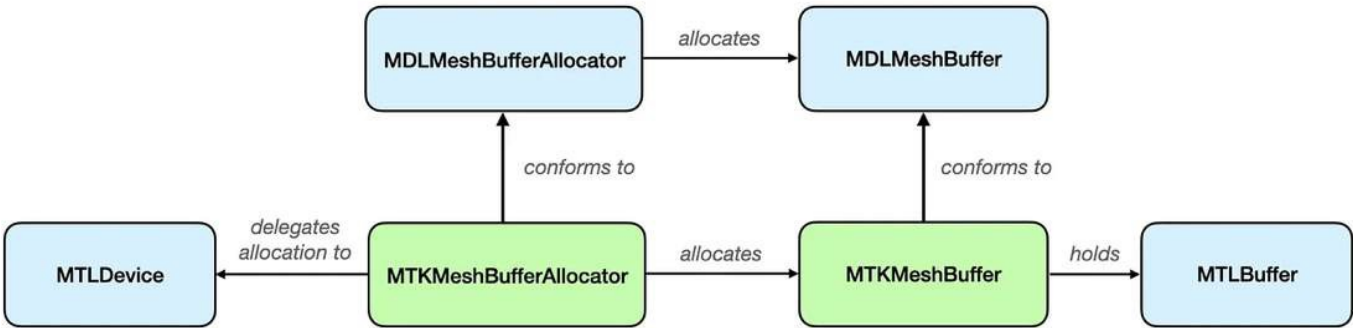 MDLMeshBufferAllocator
allocates
MDLMeshBuffer
conforms to
conforms to
MTLDevice
delegates
allocation to
MTKMeshBufferAllocator
allocates
MTKMeshBuffer
holds
MTLBuffer